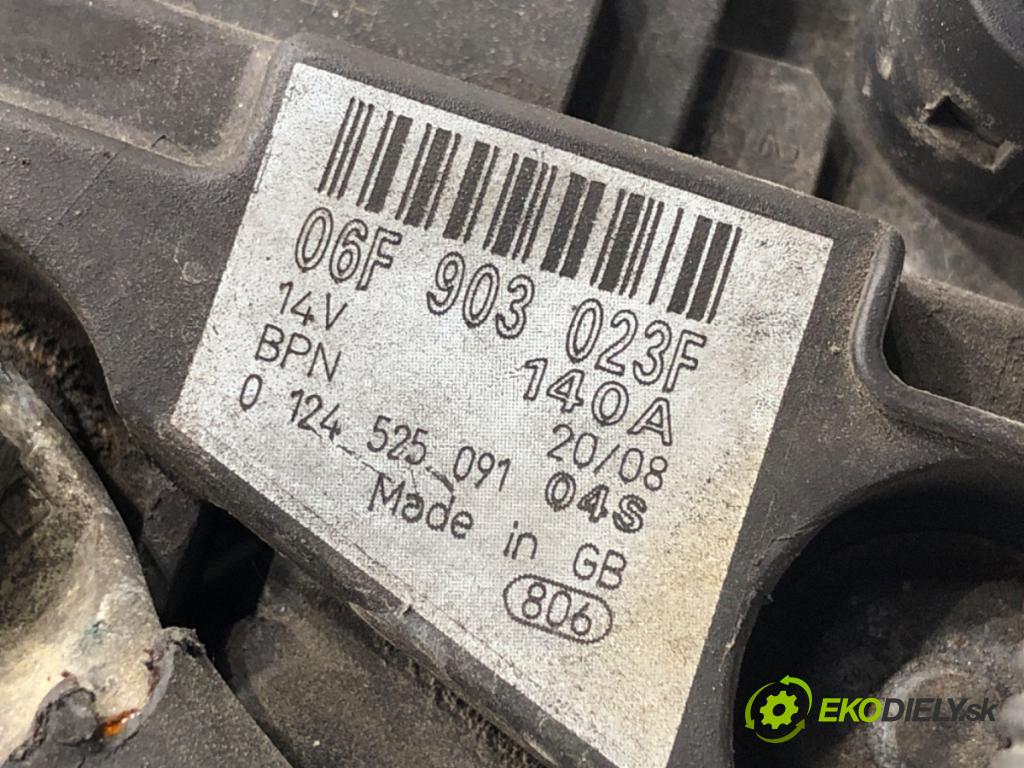 06F 903 023F
14V 140A
BPN 20/08
0 124 525 091 04S
Made in GB
806
EKODIELY.sk